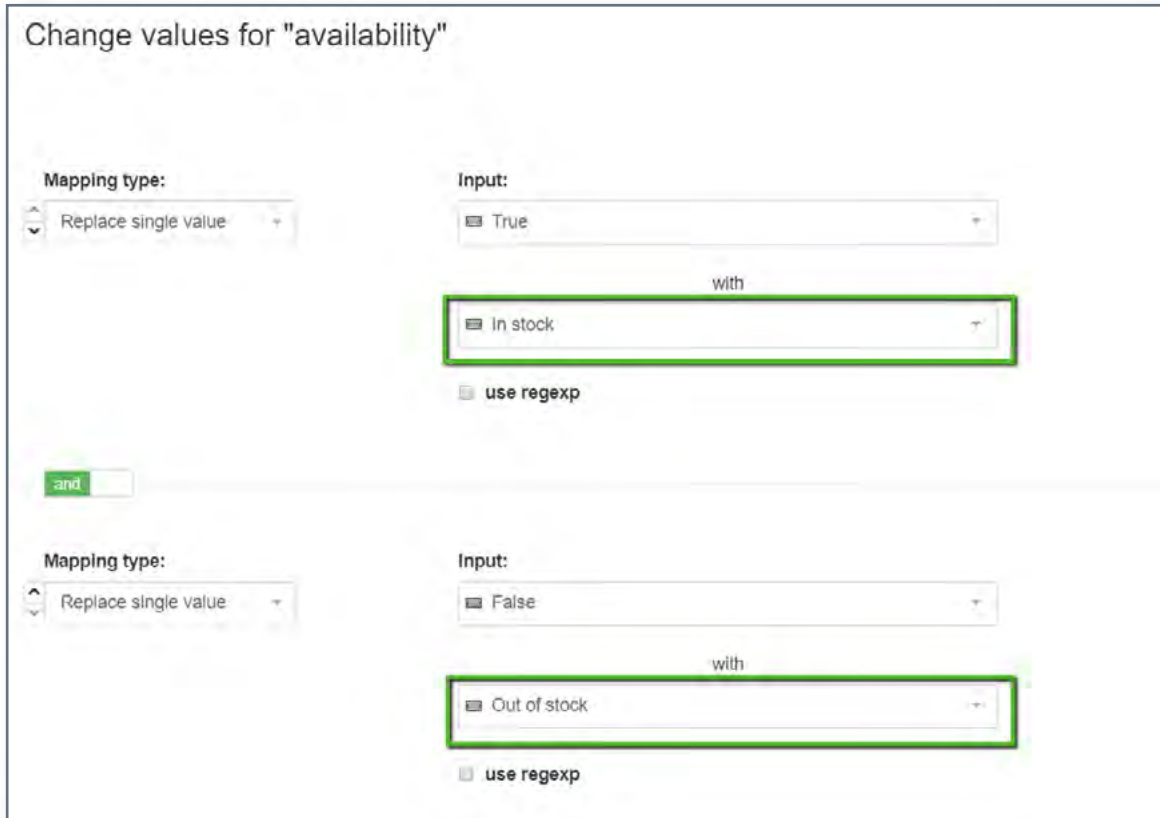 Change values for "availability"
Mapping type:
Input:
Replace single value
True
with
In stock
use regexp
and
Mapping type:
Input:
Replace single value
False
with
Out of stock
use regexp